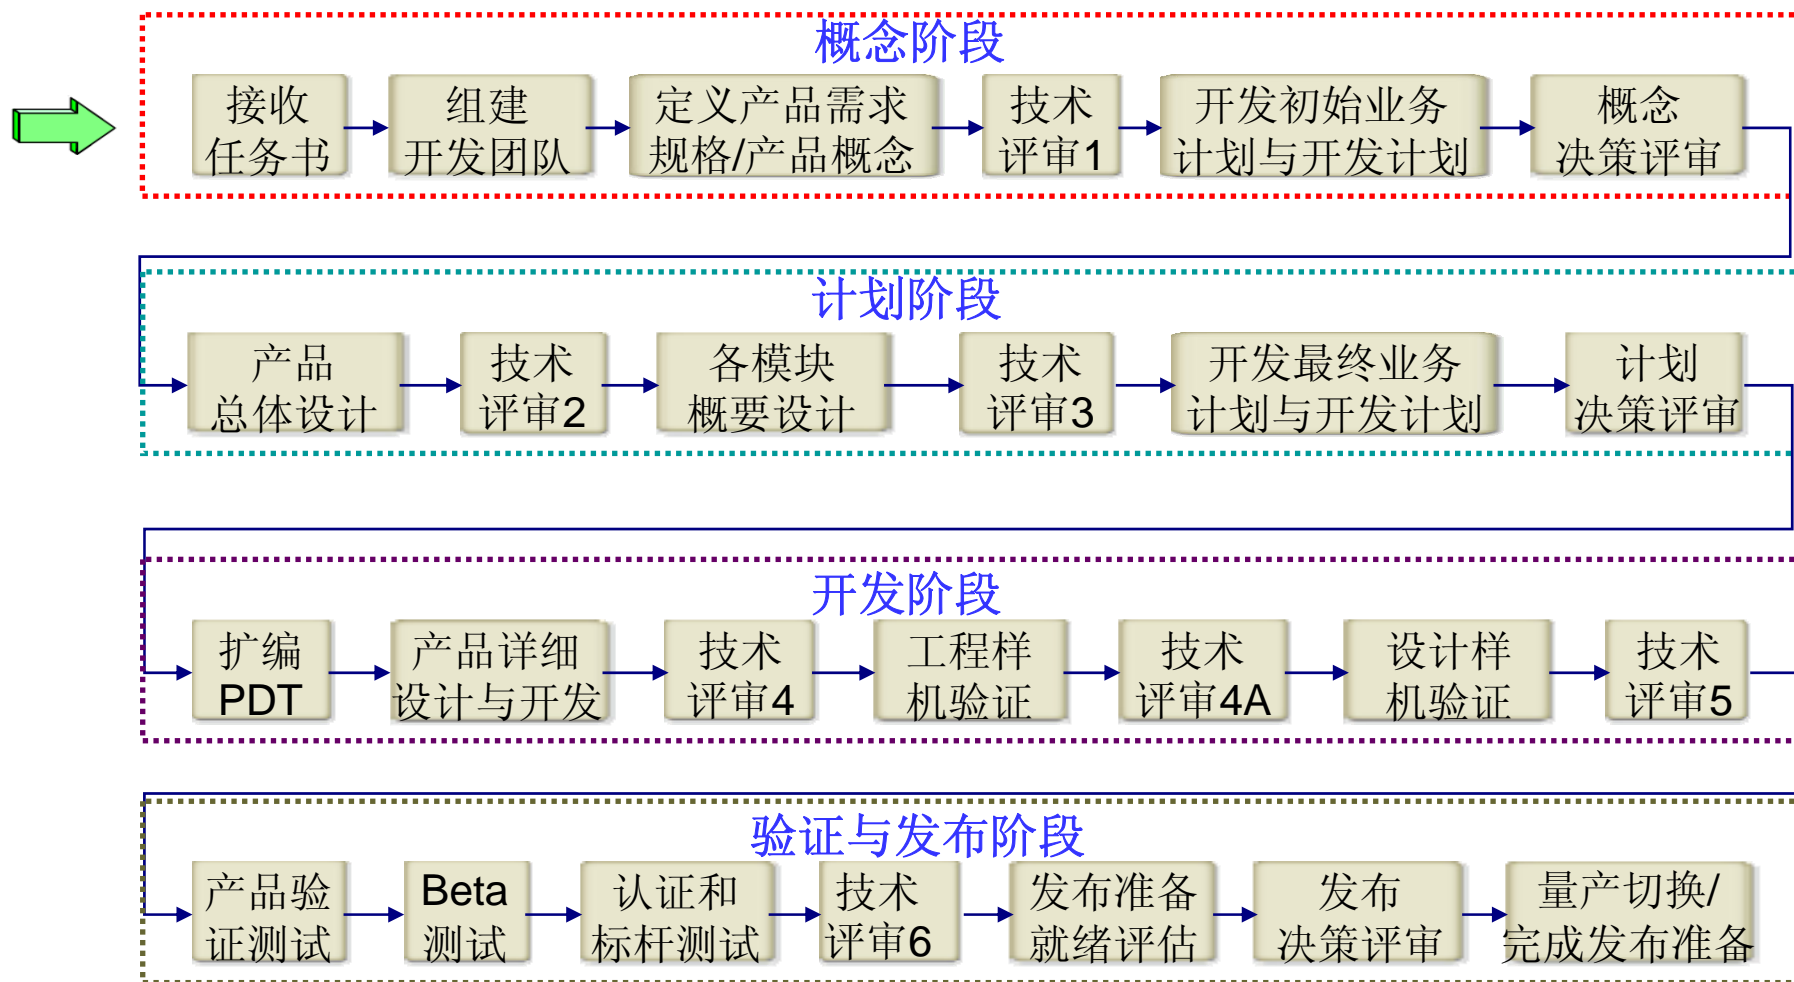 概念阶段
接收
任务书
组建
开发团队
定义产品需求
规格/产品概念
技术
评审1
开发初始业务
计划与开发计划
概念
决策评审
计划阶段
产品
总体设计
技术
评审2
各模块
概要设计
技术
评审3
开发最终业务
计划与开发计划
计划
决策评审
开发阶段
扩编
PDT
产品详细
设计与开发
技术
评审4
工程样
机验证
技术
评审4A
设计样
机验证
技术
评审5
验证与发布阶段
产品验
证测试
Beta
测试
认证和
标杆测试
技术
评审6
发布准备
就绪评估
发布
决策评审
量产切换/
完成发布准备